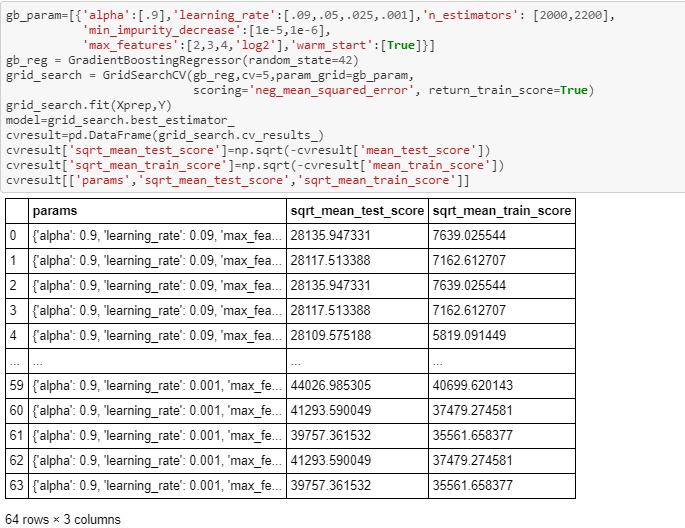 gb_param=[{'alpha':[.9],'learning_rate':[.09,.05,.025,.001],'n_estimators': [2000,2200],
'min_impurity_decrease':[1e-5,1e-6],
'max_features':[2,3,4,'log2'],'warm_start':[True]}]
gb_reg = GradientBoostingRegressor(random_state=42)
grid_search = GridSearchCV(gb_reg,cv=5,param_grid=gb_param,
scoring='neg_mean_squared_error', return_train_score=True)
grid_search.fit(Xprep,Y)
model=grid_search.best_estimator_
cvresult=pd.DataFrame(grid_search.cv_results_)
cvresult['sqrt_mean_test_score']=np.sqrt(-cvresult['mean_test_score'])
cvresult['sqrt_mean_train_score']=np.sqrt(-cvresult['mean_train_score'])
cvresult[['params','sqrt_mean_test_score','sqrt_mean_train_score']]
params sqrt_mean_test_score sqrt_mean_train_score
0 {'alpha': 0.9, 'learning_rate': 0.09, 'max_fea... 28135.947331 7639.025544
1 {'alpha': 0.9, 'learning_rate': 0.09, 'max_fea... 28117.513388 7162.612707
2 {'alpha': 0.9, 'learning_rate': 0.09, 'max_fea... 28135.947331 7639.025544
3 {'alpha': 0.9, 'learning_rate': 0.09, 'max_fea... 28117.513388 7162.612707
4 {'alpha': 0.9, 'learning_rate': 0.09, 'max_fea... 28109.575188 5819.091449
... ... ... ...
59 {'alpha': 0.9, 'learning_rate': 0.001, 'max_fe... 44026.985305 40699.620143
60 {'alpha': 0.9, 'learning_rate': 0.001, 'max_fe... 41293.590049 37479.274581
61 {'alpha': 0.9, 'learning_rate': 0.001, 'max_fe... 39757.361532 35561.658377
62 {'alpha': 0.9, 'learning_rate': 0.001, 'max_fe... 41293.590049 37479.274581
63 {'alpha': 0.9, 'learning_rate': 0.001, 'max_fe... 39757.361532 35561.658377
64 rows × 3 columns